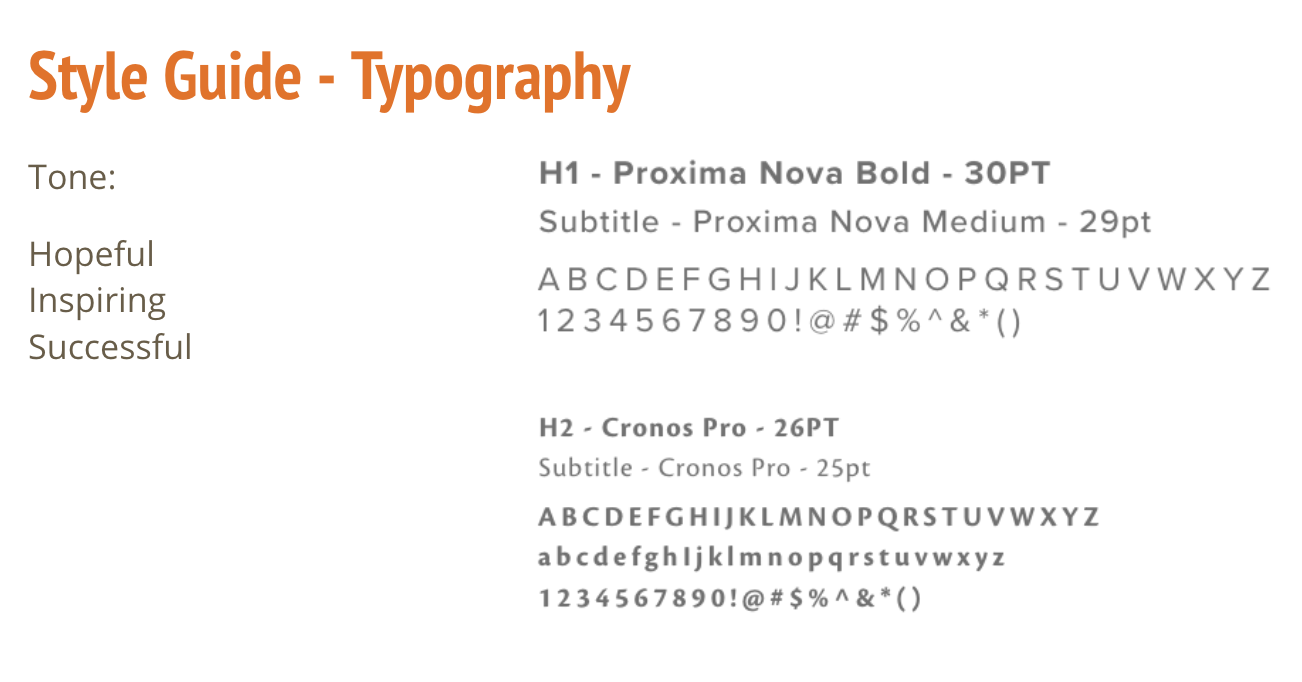 Style Guide - Typography
Tone:
Hopeful
Inspiring
Successful
H1 - Proxima Nova Bold - 30PT
Subtitle - Proxima Nova Medium - 29pt
A B C D E F G H I J K L M N O P Q R S T U V W X Y Z
1 2 3 4 5 6 7 8 9 0 ! @ # $ % ^ & * ( )
H2 - Cronos Pro - 26PT
Subtitle - Cronos Pro - 25pt
A B C D E F G H I J K L M N O P Q R S T U V W X Y Z
a b c d e f g h I j k l m n o p q r s t u v w x y z
1 2 3 4 5 6 7 8 9 0 ! @ # $ % ^ & * ( )